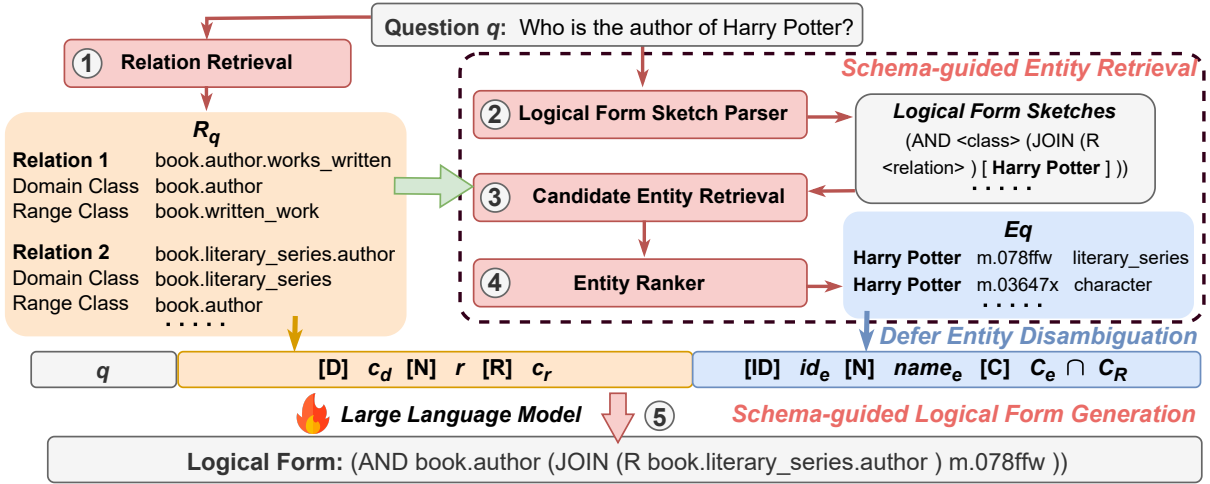 Question q: Who is the author of Harry Potter?
1 Relation Retrieval
Schema-guided Entity Retrieval
2 Logical Form Sketch Parser
Logical Form Sketches
(AND <class> (JOIN (R
<relation> ) [ Harry Potter ] ))
. . . . .
Rq
Relation 1 book.author.works_written
Domain Class book.author
Range Class book.written_work
Relation 2 book.literary_series.author
Domain Class book.literary_series
Range Class book.author
. . . . .
3 Candidate Entity Retrieval
4 Entity Ranker
Eq
Harry Potter m.078ffw literary_series
Harry Potter m.03647x character
. . . . .
Defer Entity Disambiguation
q [D] c_d [N] r [R] c_r [ID] id_e [N] name_e [C] C_e ∩ C_R
Large Language Model 5 Schema-guided Logical Form Generation
Logical Form: (AND book.author (JOIN (R book.literary_series.author ) m.078ffw ))